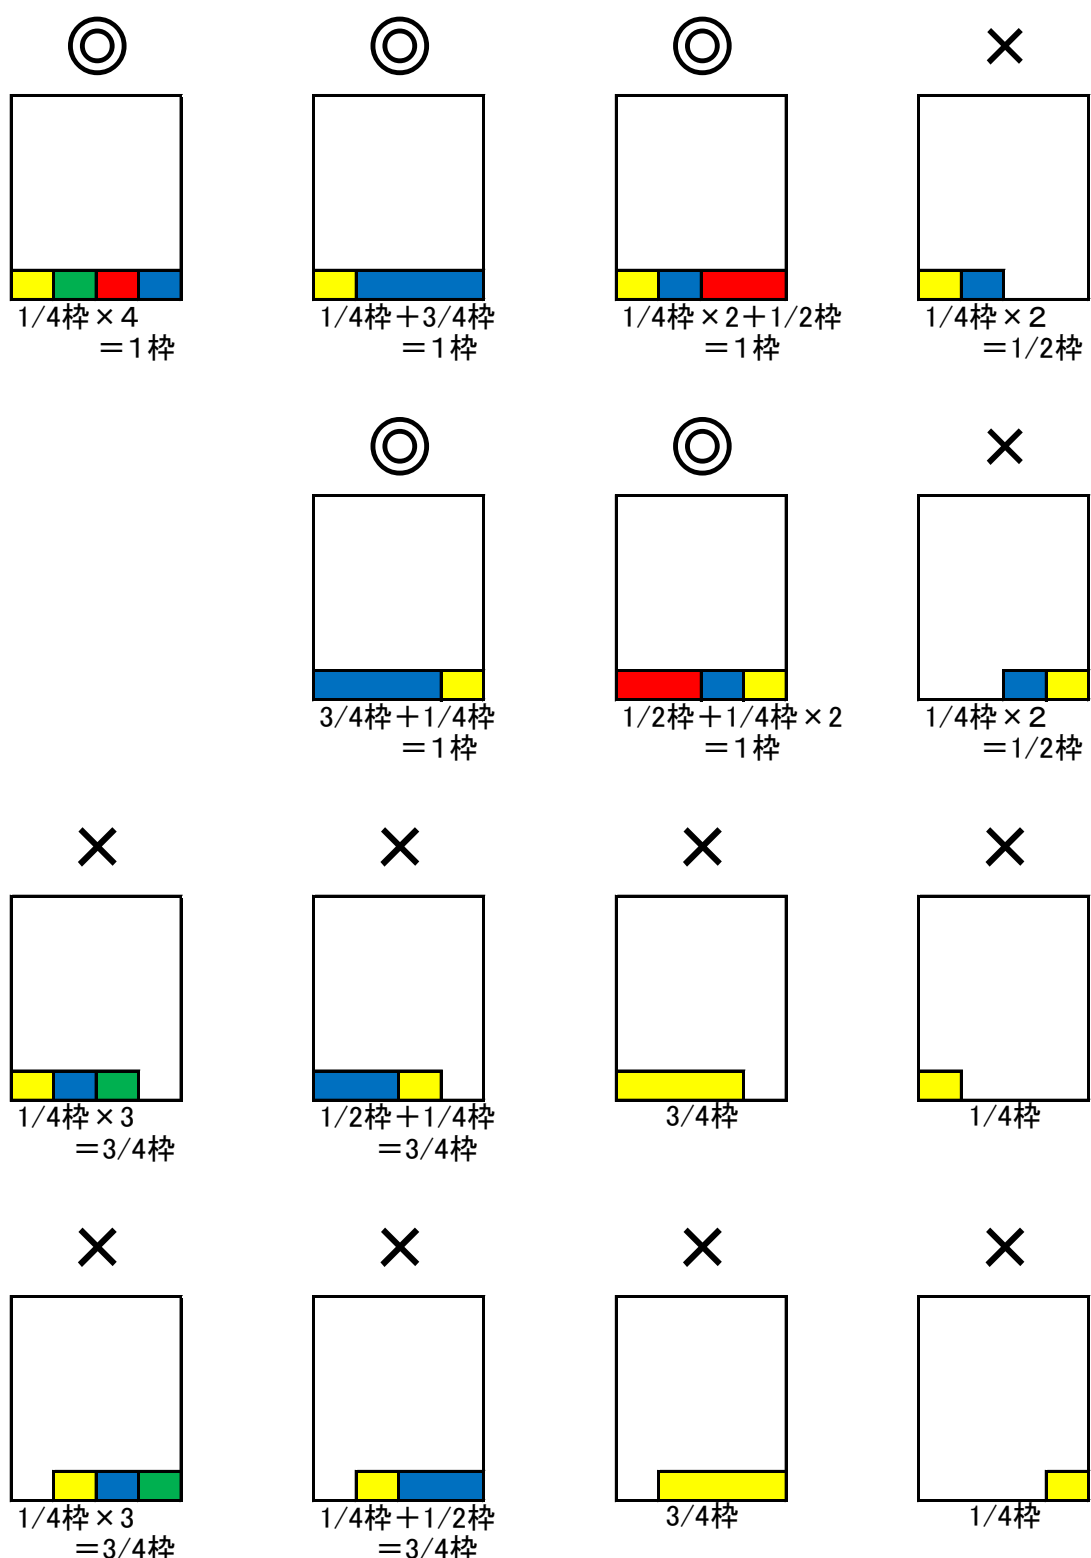 ◎ ◎ ◎ ×
1/4枠×4 1/4枠＋3/4枠 1/4枠×2＋1/2枠 1/4枠×2
＝1枠 ＝1枠 ＝1枠 ＝1/2枠
◎ ◎ ×
3/4枠＋1/4枠 1/2枠＋1/4枠×2 1/4枠×2
＝1枠 ＝1枠 ＝1/2枠
× × × ×
1/4枠×3 1/2枠＋1/4枠 3/4枠 1/4枠
＝3/4枠 ＝3/4枠
× × × ×
1/4枠×3 1/4枠＋1/2枠 3/4枠 1/4枠
＝3/4枠 ＝3/4枠